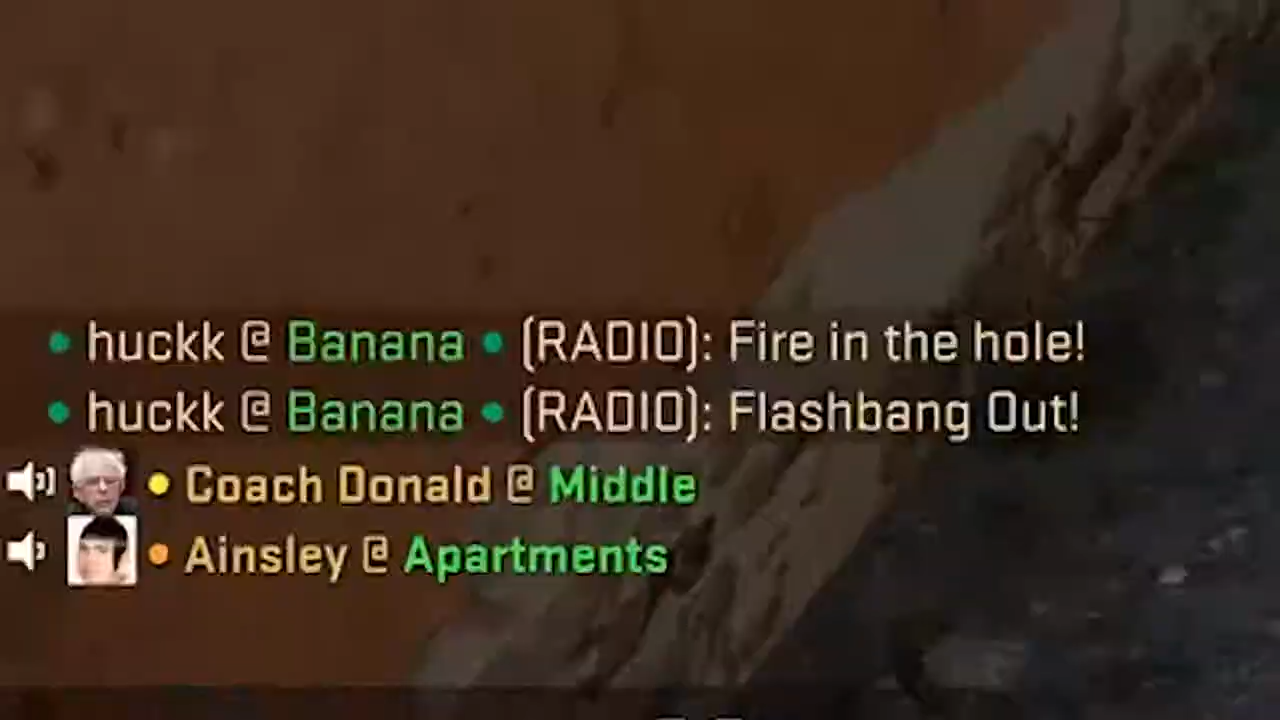 huckk @ Banana • (RADIO): Fire in the hole!
huckk @ Banana • (RADIO): Flashbang Out!
Coach Donald @ Middle
Ainsley @ Apartments